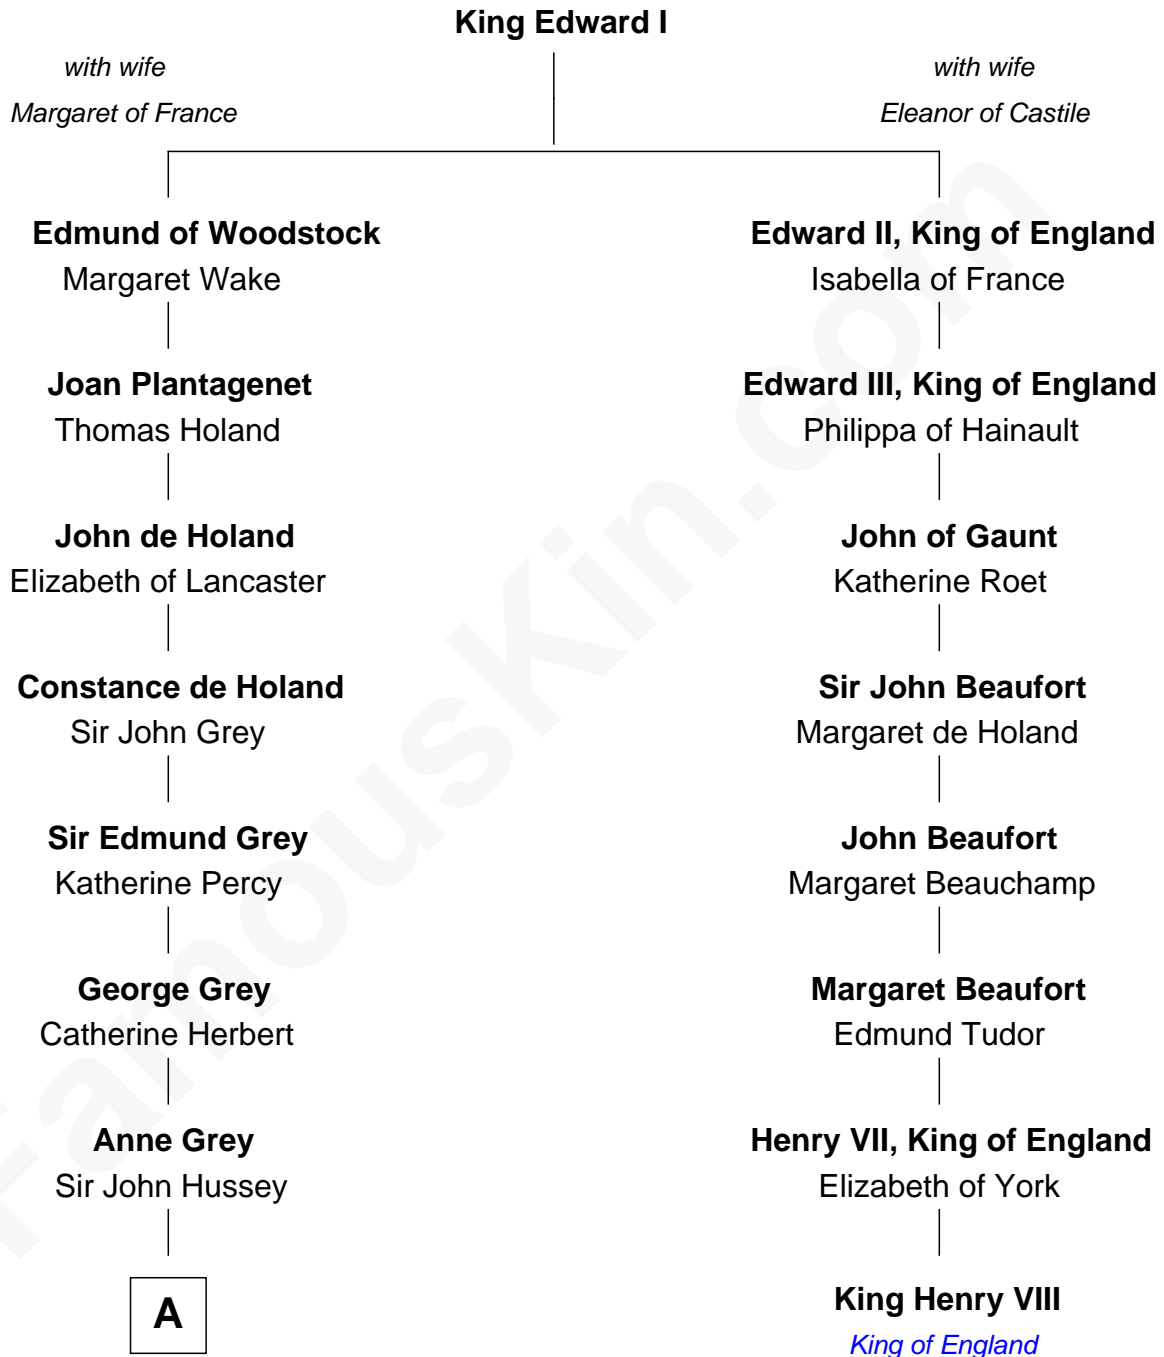 King Edward I
with wife
Margaret of France
with wife
Eleanor of Castile
Edmund of Woodstock
Margaret Wake
Edward II, King of England
Isabella of France
Joan Plantagenet
Thomas Holand
Edward III, King of England
Philippa of Hainault
John de Holand
Elizabeth of Lancaster
John of Gaunt
Katherine Roet
Constance de Holand
Sir John Grey
Sir John Beaufort
Margaret de Holand
Sir Edmund Grey
Katherine Percy
John Beaufort
Margaret Beauchamp
George Grey
Catherine Herbert
Margaret Beaufort
Edmund Tudor
Anne Grey
Sir John Hussey
Henry VII, King of England
Elizabeth of York
A
King Henry VIII
King of England
FamousKin.com